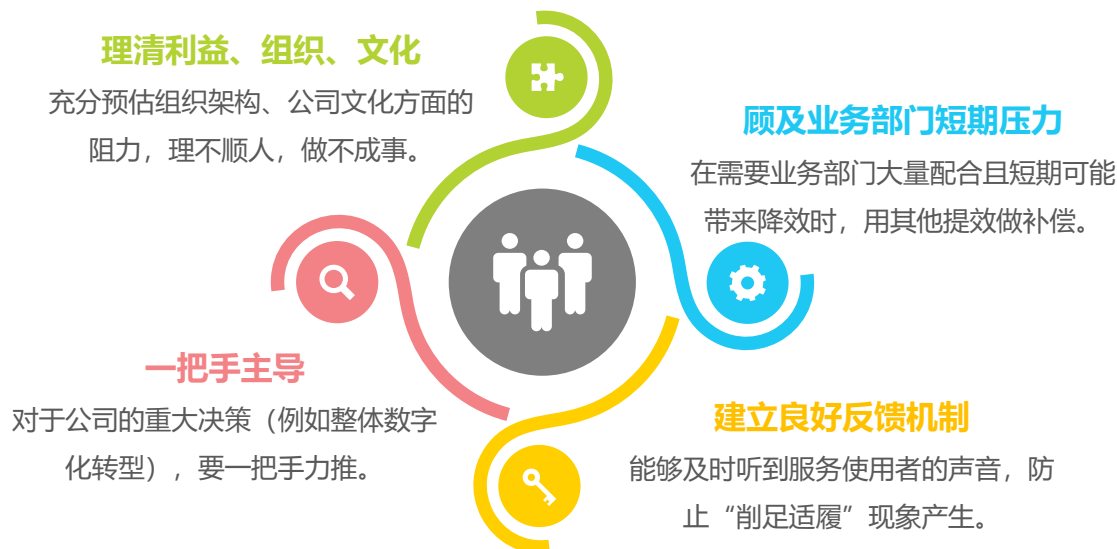 理清利益、组织、文化
充分预估组织架构、公司文化方面的
阻力，理不顺人，做不成事。
顾及业务部门短期压力
在需要业务部门大量配合且短期可能
带来降效时，用其他提效做补偿。
一把手主导
对于公司的重大决策（例如整体数字
化转型），要一把手力推。
建立良好反馈机制
能够及时听到服务使用者的声音，防
止“削足适履”现象产生。